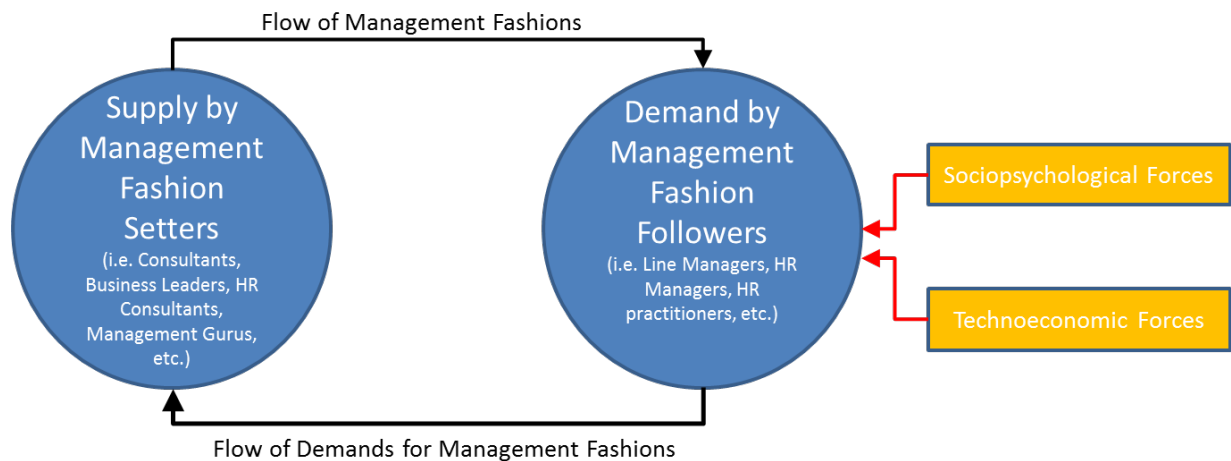 Flow of Management Fashions
Supply by
Management
Fashion
Setters
(i.e. Consultants,
Business Leaders, HR
Consultants,
Management Gurus,
etc.)
Demand by
Management
Fashion
Followers
(i.e. Line Managers, HR
Managers, HR
practitioners, etc.)
Sociopsychological Forces
Technoeconomic Forces
Flow of Demands for Management Fashions